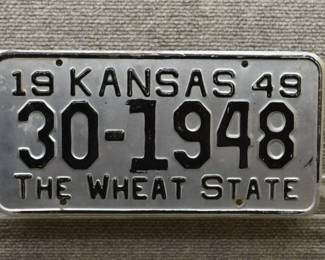 19 KANSAS 49
30-1948
THE WHEAT STATE